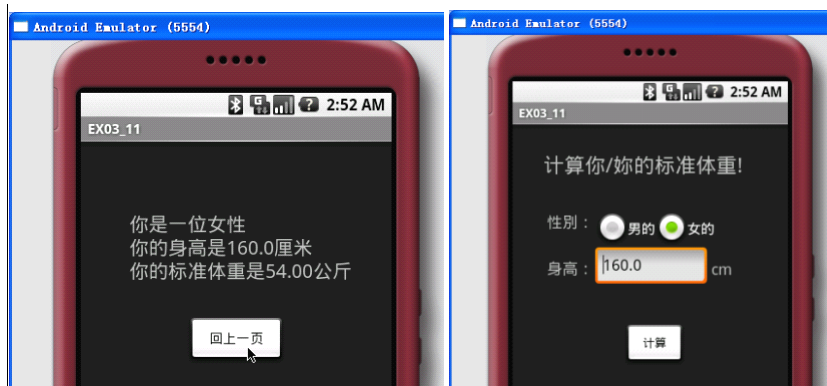 Android Emulator (5554)
2:52 AM
EX03_11
你是一位女性
你的身高是160.0厘米
你的标准体重是54.00公斤
回上一页
Android Emulator (5554)
2:52 AM
EX03_11
计算你/妳的标准体重!
性別： 男的 女的
身高： 160.0 cm
计算